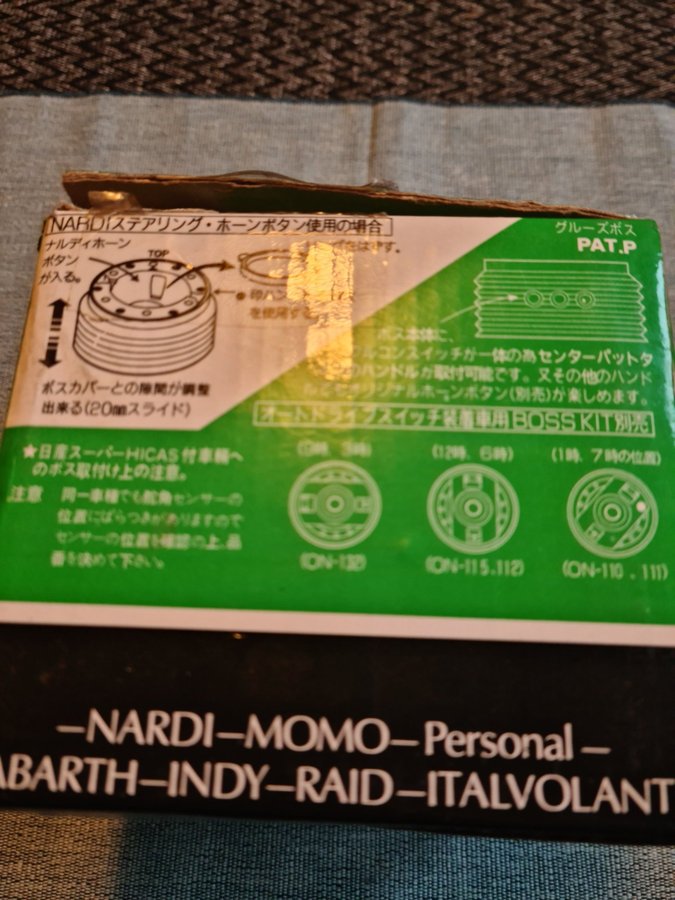 NARDIステアリング・ホーンボタン使用の場合
ナルディホーン
ボタン
が入る。
TOP
を使用する
ボスカバーとの隙間が調整
出来る(20mmスライド)
グルーズボス
PAT.P
ボス本体に、
ルコンスイッチが一体の為センターパットタ
のハンドルが取付可能です。又その他のハンド
オリジナルホーンボタン(別売)が楽しめます。
オートドライブスイッチ装着車用BOSS KIT別売
★日産スーパーHICAS付車輌へ
のボス取付け上の注意。
注意 同一車種でも舵角センサーの
位置にばらつきがありますので
センサーの位置を確認の上、品
番を決めて下さい。
(12時、6時)
(1時、7時の位置)
(ON-132)
(ON-115.112)
(ON-110.111)
–NARDI–MOMO–Personal–
ABARTH–INDY–RAID–ITALVOLANT